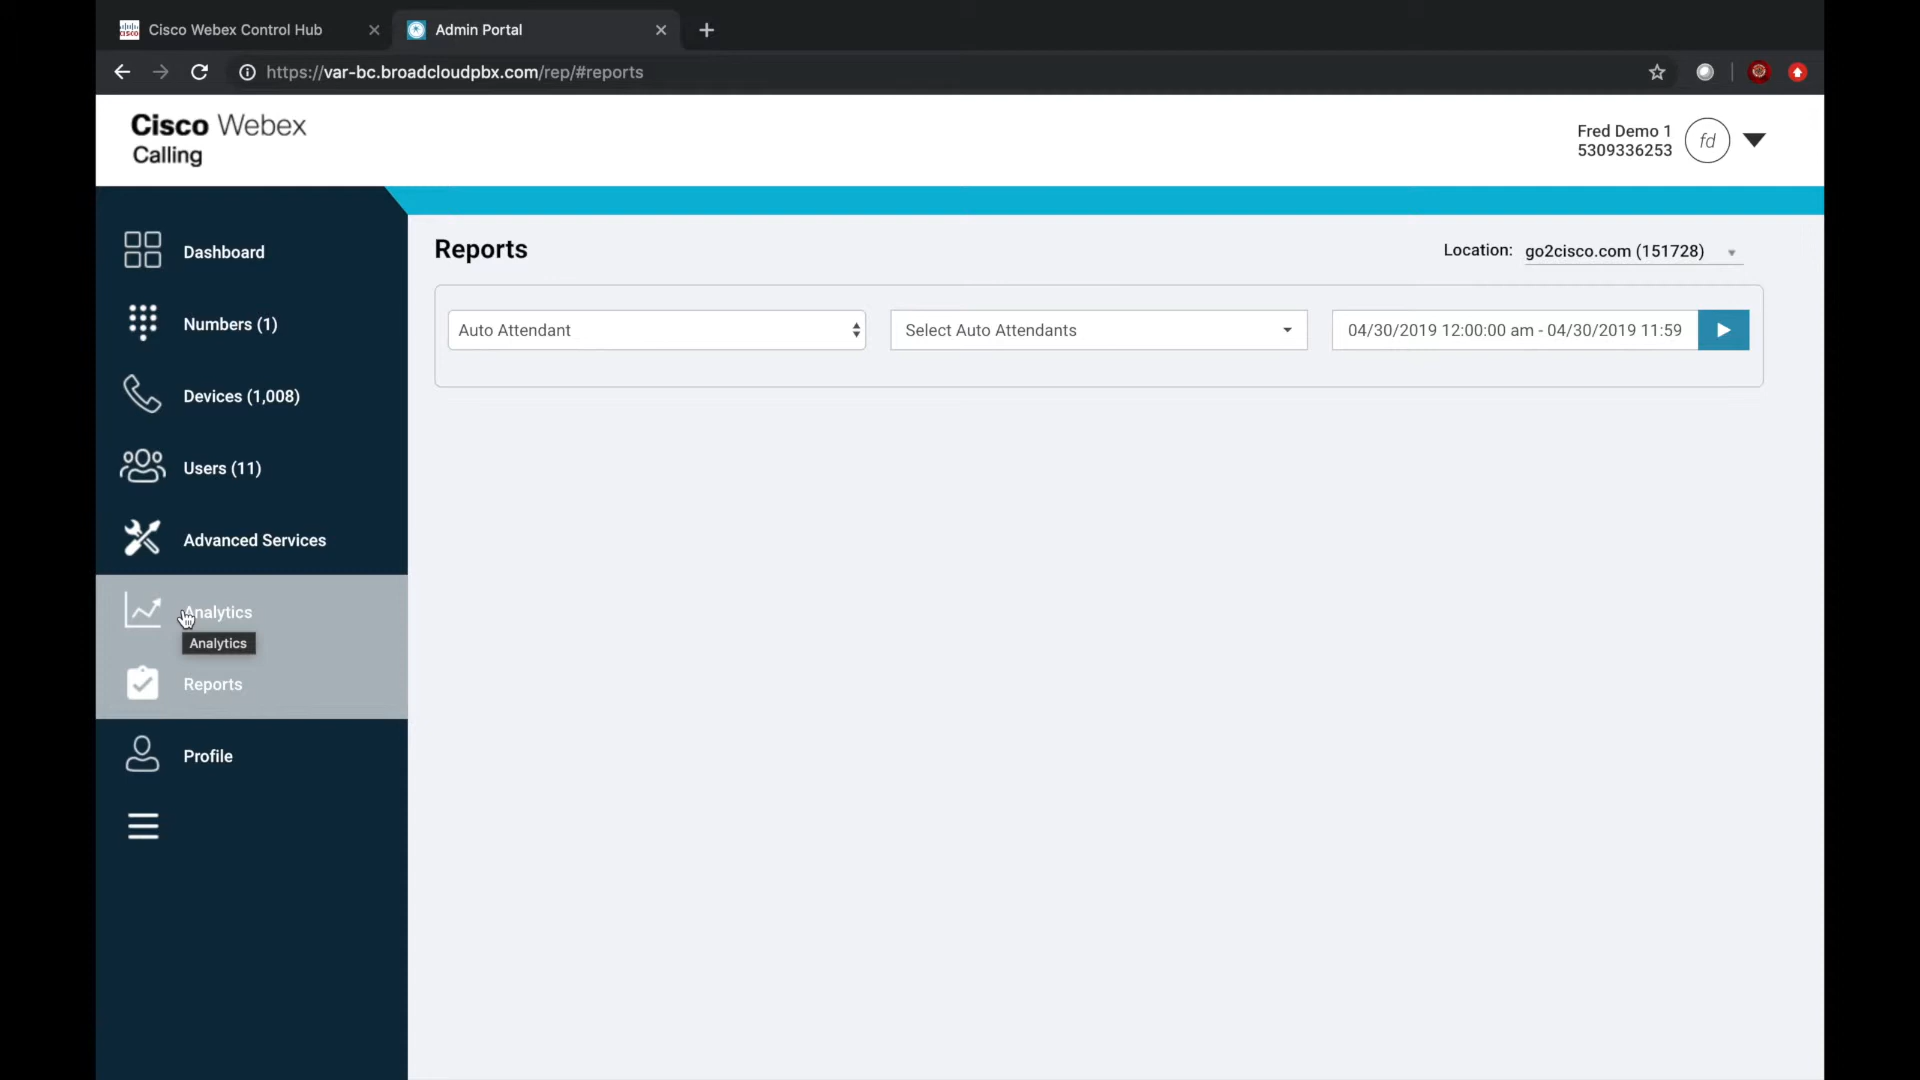 Cisco Webex Control Hub
Admin Portal
https://var-bc.broadcloudpbx.com/rep/#reports
Cisco Webex
Calling
Fred Demo 1
5309336253
fd
Dashboard
Numbers (1)
Devices (1,008)
Users (11)
Advanced Services
Analytics
Analytics
Reports
Profile
Reports
Location: go2cisco.com (151728)
Auto Attendant
Select Auto Attendants
04/30/2019 12:00:00 am - 04/30/2019 11:59